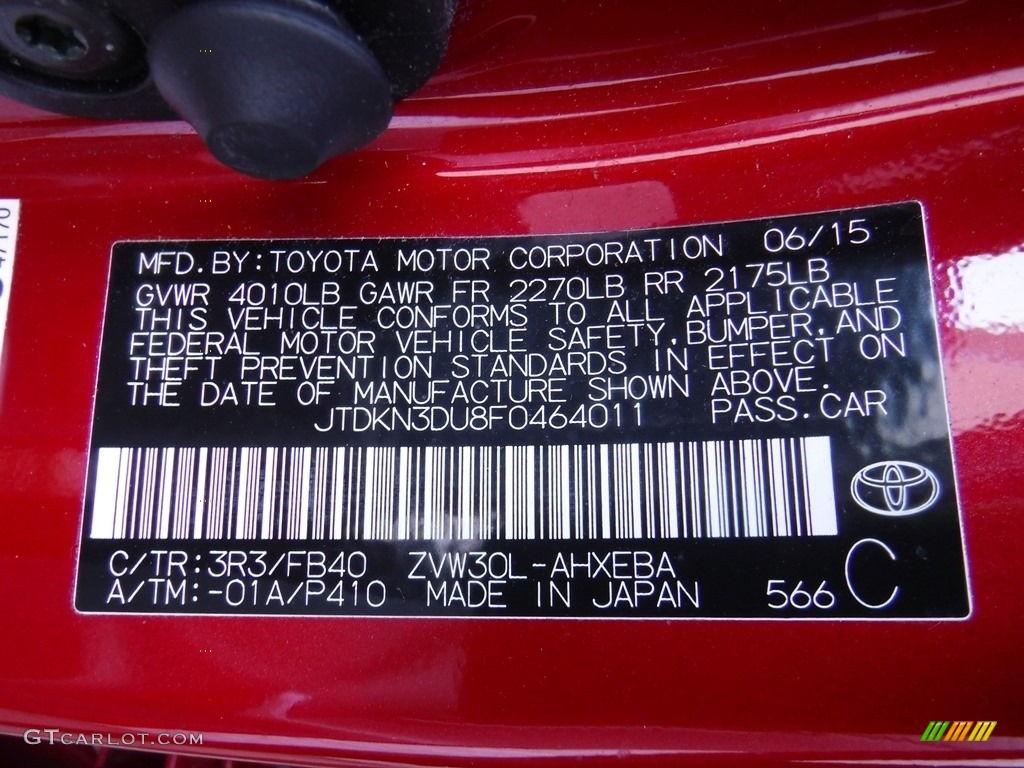 MFD.BY:TOYOTA MOTOR CORPORATION 06/15
GVWR 4010LB GAWR FR 2270LB RR 2175LB
THIS VEHICLE CONFORMS TO ALL APPLICABLE
FEDERAL MOTOR VEHICLE SAFETY,BUMPER,AND
THEFT PREVENTION STANDARDS IN EFFECT ON
THE DATE OF MANUFACTURE SHOWN ABOVE.
JTDKN3DU8F0464011 PASS.CAR
C/TR:3R3/FB40 ZVW30L-AHXEBA C
A/TM:-01A/P410 MADE IN JAPAN 566
GTCARLOT.COM